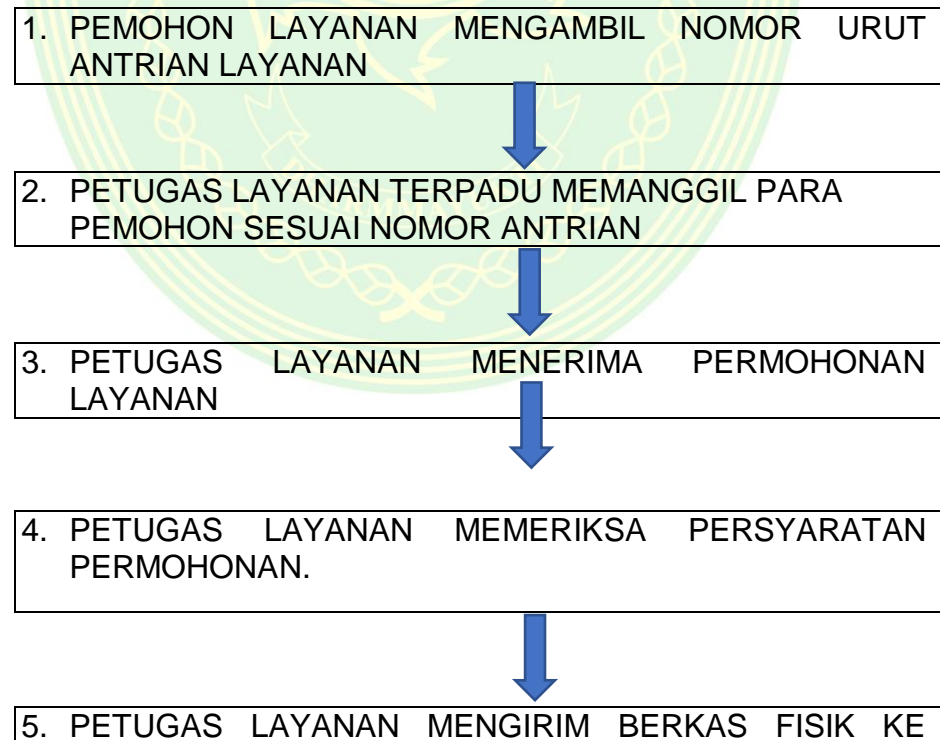 1. PEMOHON LAYANAN MENGAMBIL NOMOR URUT
ANTRIAN LAYANAN
2. PETUGAS LAYANAN TERPADU MEMANGGIL PARA
PEMOHON SESUAI NOMOR ANTRIAN
3. PETUGAS LAYANAN MENERIMA PERMOHONAN
LAYANAN
4. PETUGAS LAYANAN MEMERIKSA PERSYARATAN
PERMOHONAN.
5. PETUGAS LAYANAN MENGIRIM BERKAS FISIK KE